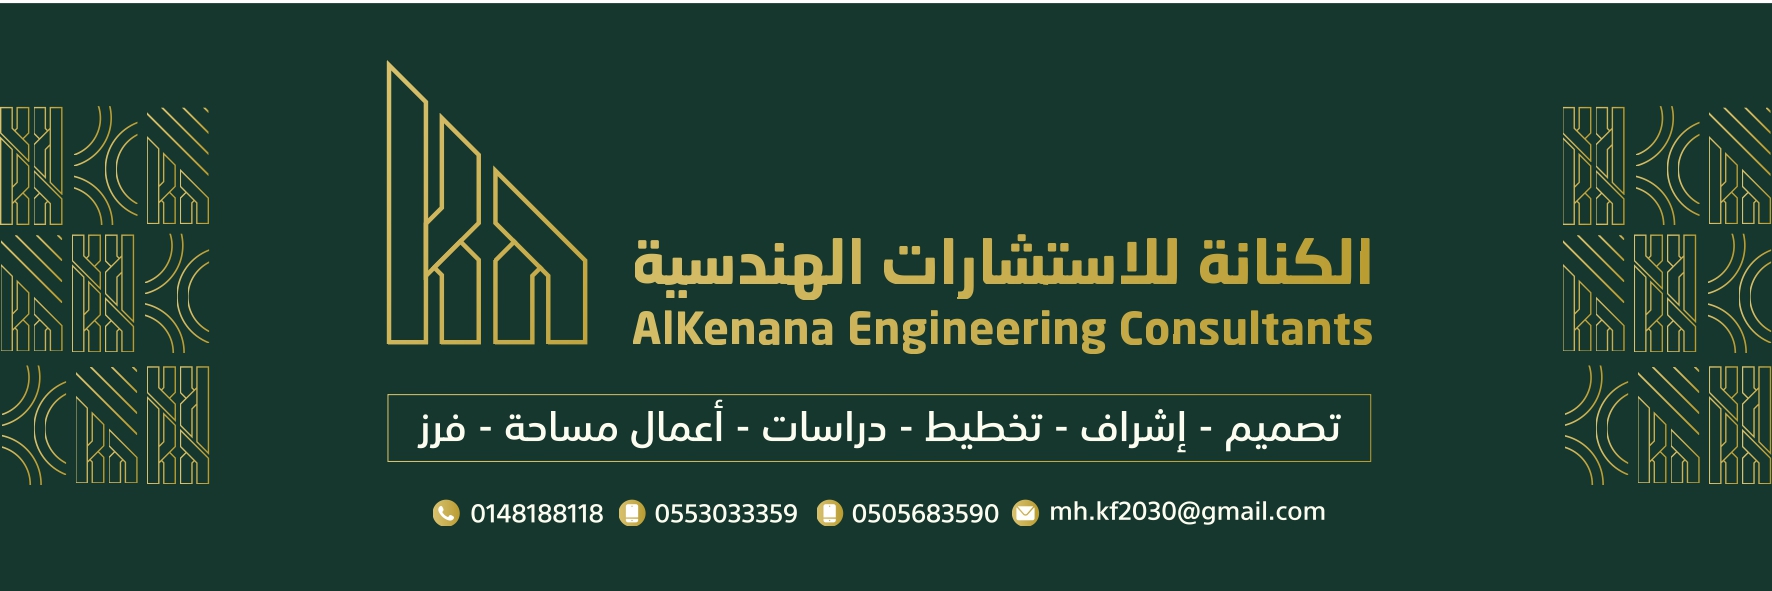 الكنانة للاستشارات الهندسية
AlKenana Engineering Consultants
تصميم - إشراف - تخطيط - دراسات - أعمال مساحة - فرز
0148188118 0553033359 0505683590 mh.kf2030@gmail.com